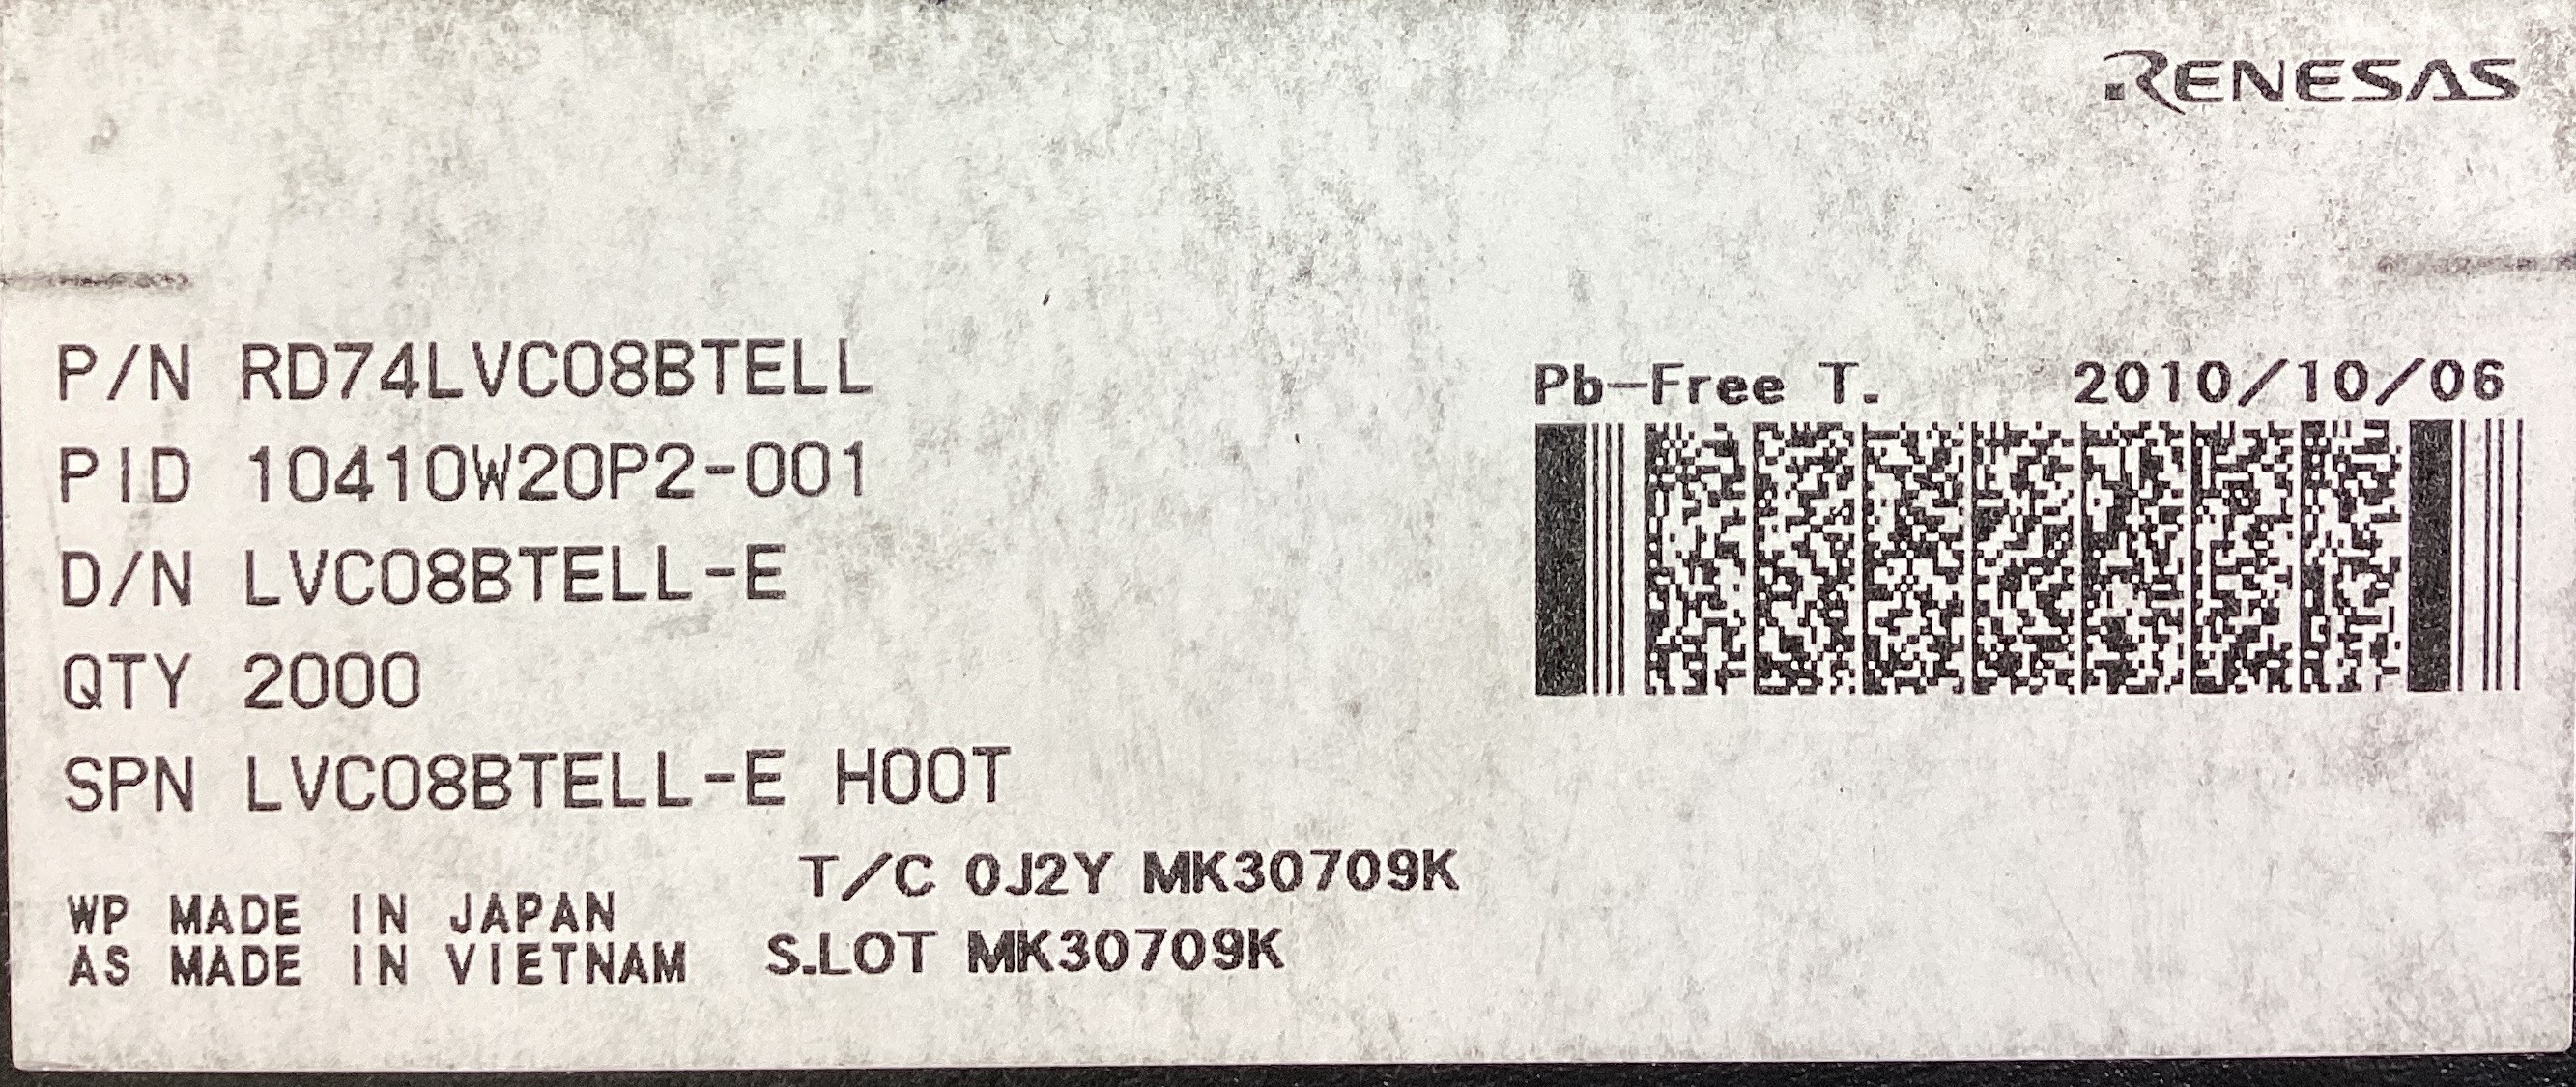 RENESAS
P/N RD74LVC08BTELL
Pb-Free T. 2010/10/06
PID 10410W20P2-001
D/N LVC08BTELL-E
QTY 2000
SPN LVC08BTELL-E H00T
T/C 0J2Y MK30709K
WP MADE IN JAPAN
AS MADE IN VIETNAM
S.LOT MK30709K